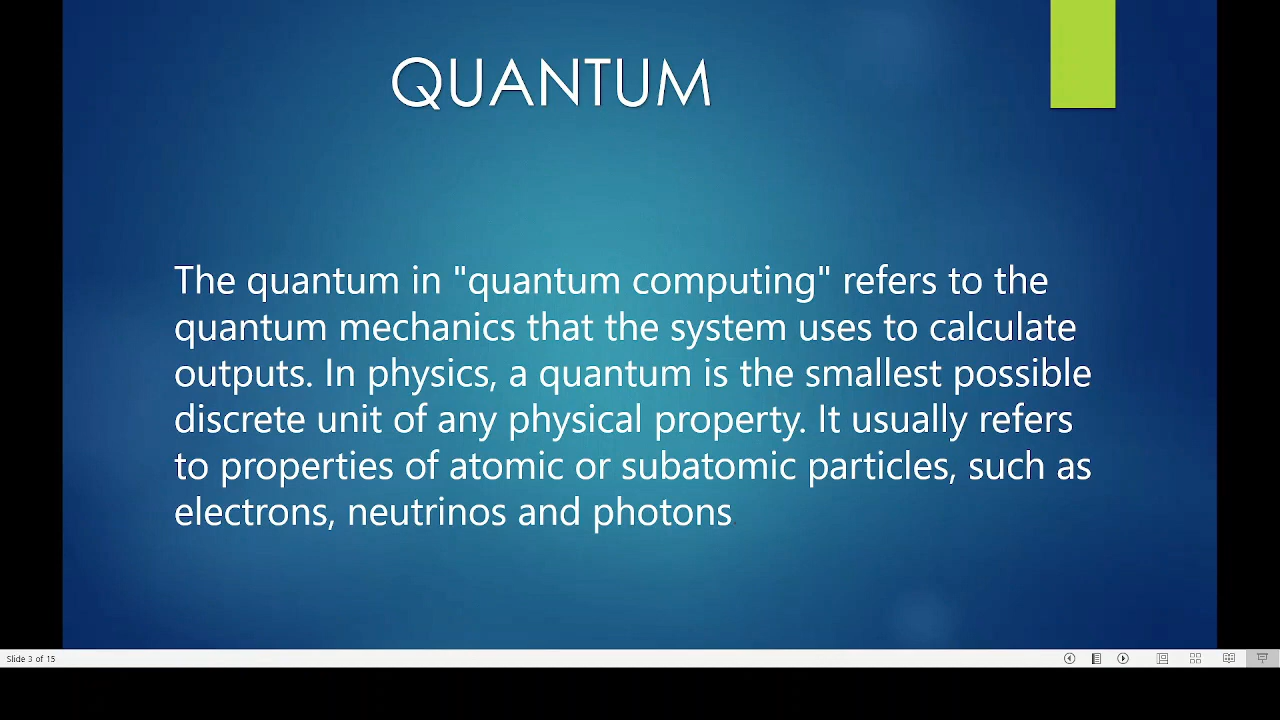 QUANTUM
The quantum in "quantum computing" refers to the
quantum mechanics that the system uses to calculate
outputs. In physics, a quantum is the smallest possible
discrete unit of any physical property. It usually refers
to properties of atomic or subatomic particles, such as
electrons, neutrinos and photons.
Slide 3 of 15